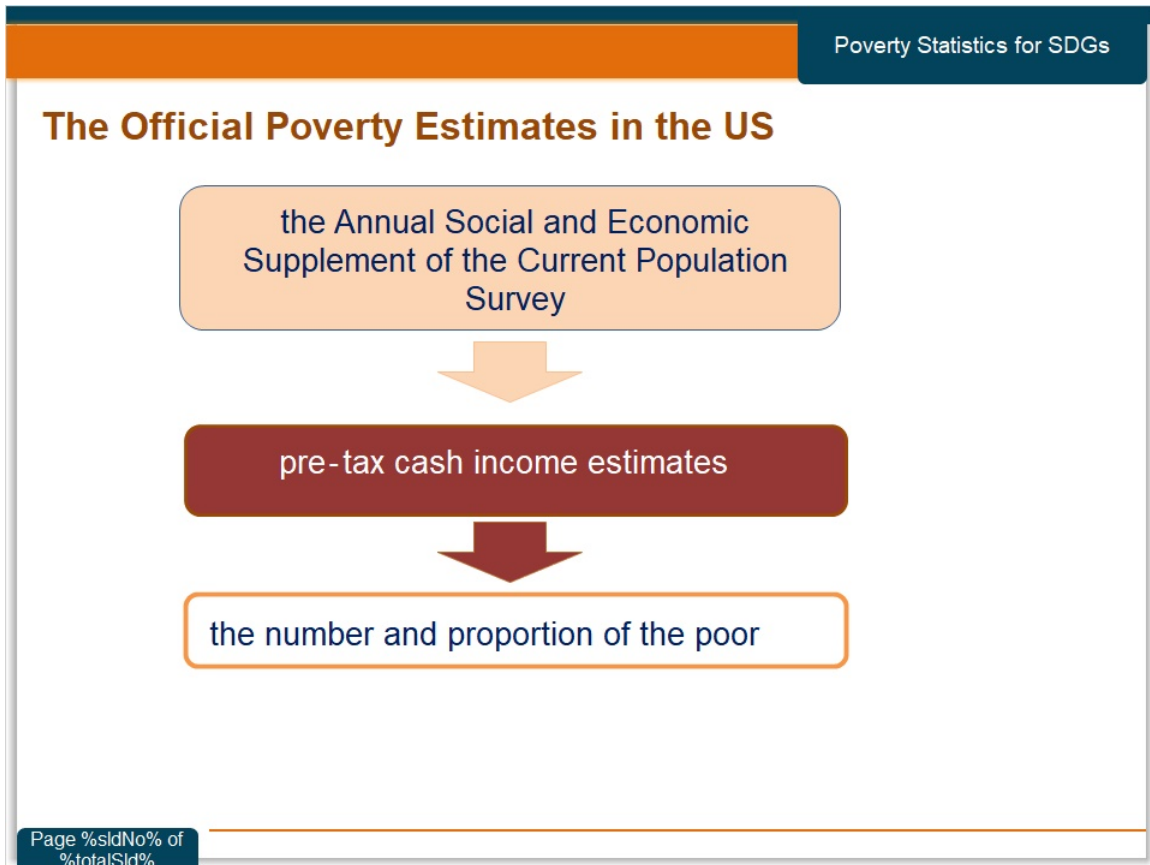 Poverty Statistics for SDGs
The Official Poverty Estimates in the US
the Annual Social and Economic
Supplement of the Current Population
Survey
pre-tax cash income estimates
the number and proportion of the poor
Page %sldNo% of
%totalSld%